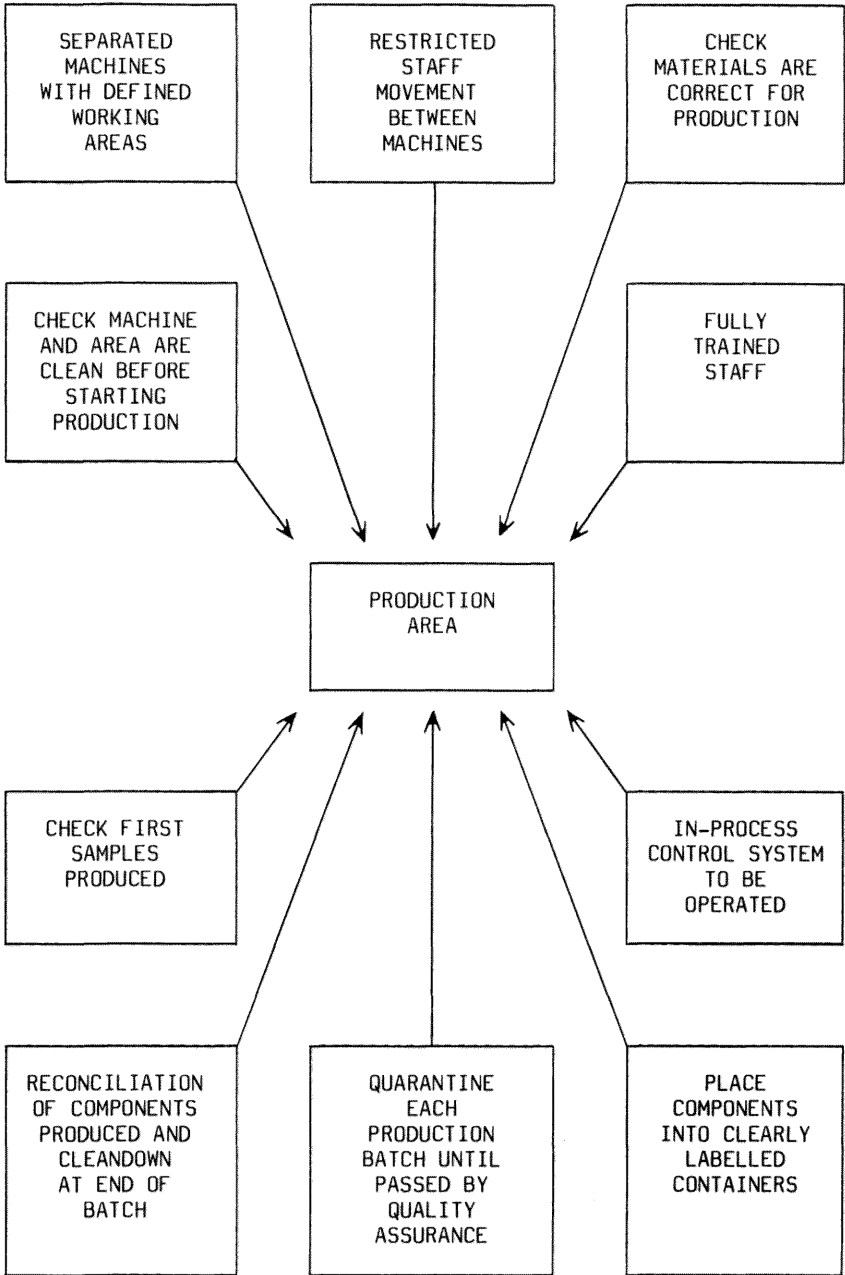 SEPARATED
MACHINES
WITH DEFINED
WORKING
AREAS
RESTRICTED
STAFF
MOVEMENT
BETWEEN
MACHINES
CHECK
MATERIALS ARE
CORRECT FOR
PRODUCTION
CHECK MACHINE
AND AREA ARE
CLEAN BEFORE
STARTING
PRODUCTION
FULLY
TRAINED
STAFF
PRODUCTION
AREA
CHECK FIRST
SAMPLES
PRODUCED
IN-PROCESS
CONTROL SYSTEM
TO BE
OPERATED
RECONCILIATION
OF COMPONENTS
PRODUCED AND
CLEANDOWN
AT END OF
BATCH
QUARANTINE
EACH
PRODUCTION
BATCH UNTIL
PASSED BY
QUALITY
ASSURANCE
PLACE
COMPONENTS
INTO CLEARLY
LABELLED
CONTAINERS